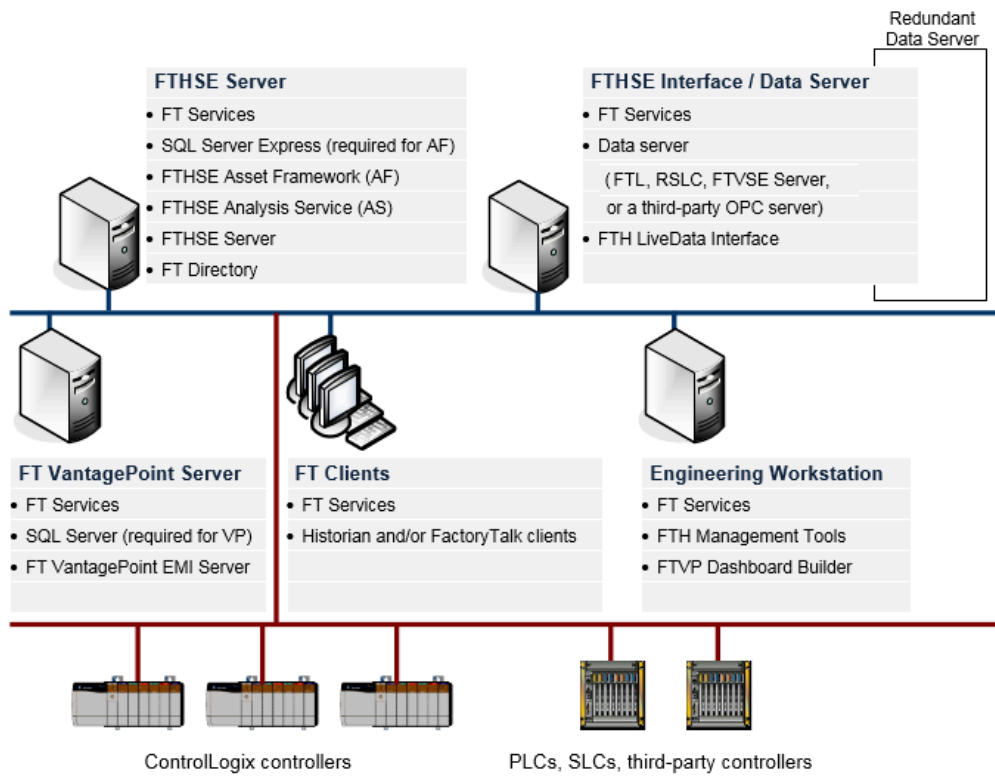 Redundant
Data Server
FTHSE Server
• FT Services
• SQL Server Express (required for AF)
• FTHSE Asset Framework (AF)
• FTHSE Analysis Service (AS)
• FTHSE Server
• FT Directory
FTHSE Interface / Data Server
• FT Services
• Data server
(FTL, RSLC, FTVSE Server,
or a third-party OPC server)
• FTH LiveData Interface
FT VantagePoint Server
• FT Services
• SQL Server (required for VP)
• FT VantagePoint EMI Server
FT Clients
• FT Services
• Historian and/or FactoryTalk clients
Engineering Workstation
• FT Services
• FTH Management Tools
• FTVP Dashboard Builder
ControlLogix controllers
PLCs, SLCs, third-party controllers